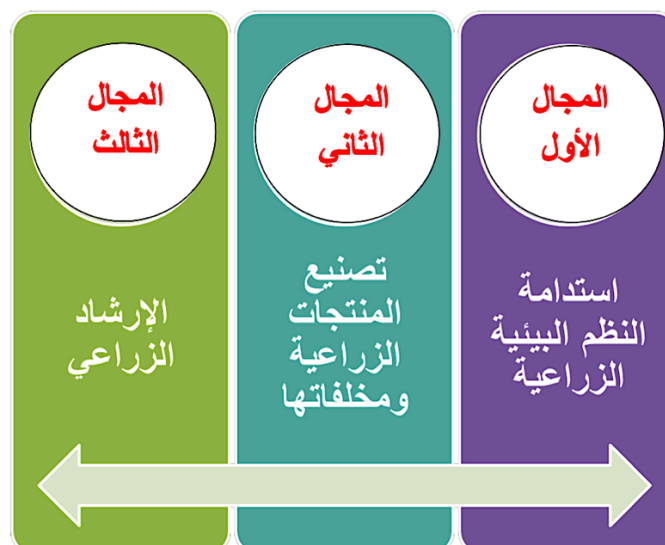 المجال
الأول
استدامة
النظم البيئية
الزراعية
المجال
الثاني
تصنيع
المنتجات
الزراعية
ومخلفاتها
المجال
الثالث
الإرشاد
الزراعي